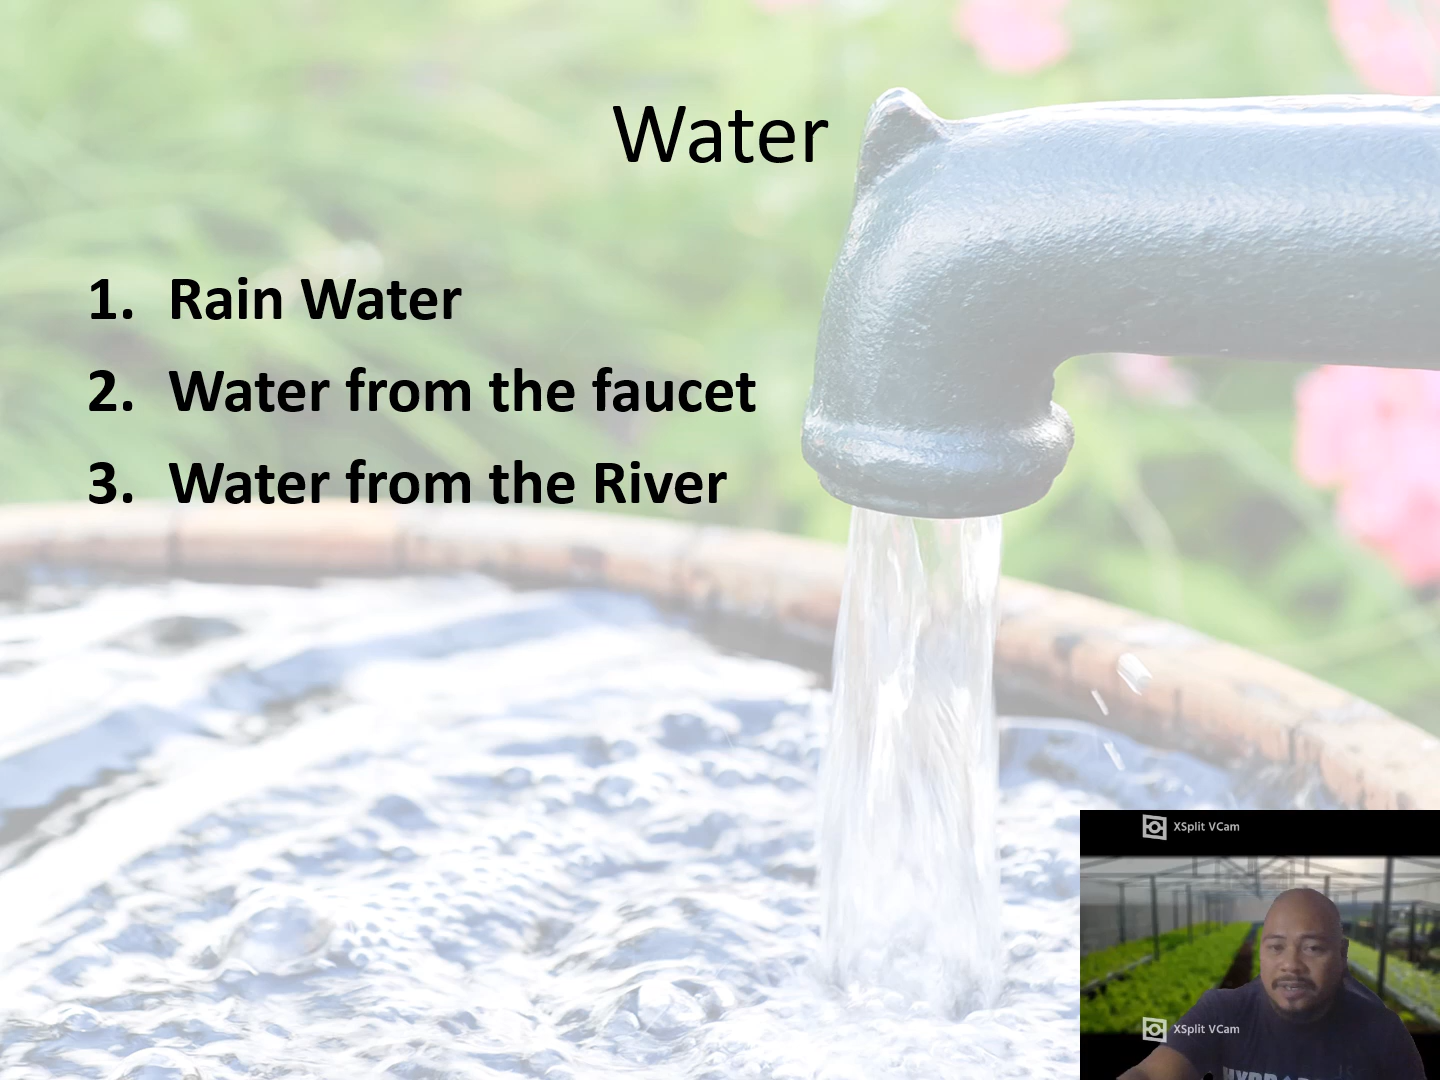 Water
1. Rain Water
2. Water from the faucet
3. Water from the River
XSplit VCam
XSplit VCam